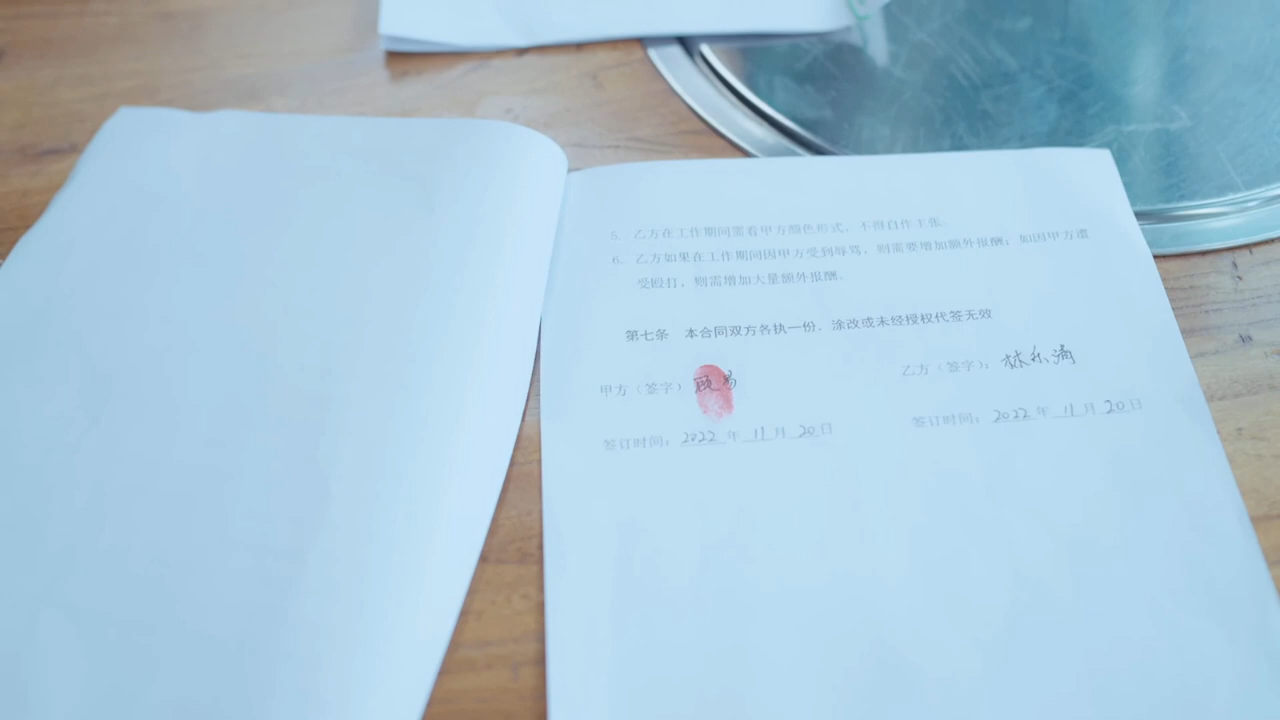 5. 乙方在工作期间需看甲方颜色形式，不得自作主张。
6. 乙方如果在工作期间因甲方受到辱骂，则需要增加额外报酬；如因甲方遭
受殴打，则需增加大量额外报酬。
第七条 本合同双方各执一份，涂改或未经授权代签无效
甲方（签字） 顾易
乙方（签字）：林乐滴
签订时间：2022 年 11 月 20 日
签订时间：2022 年 11 月 20 日